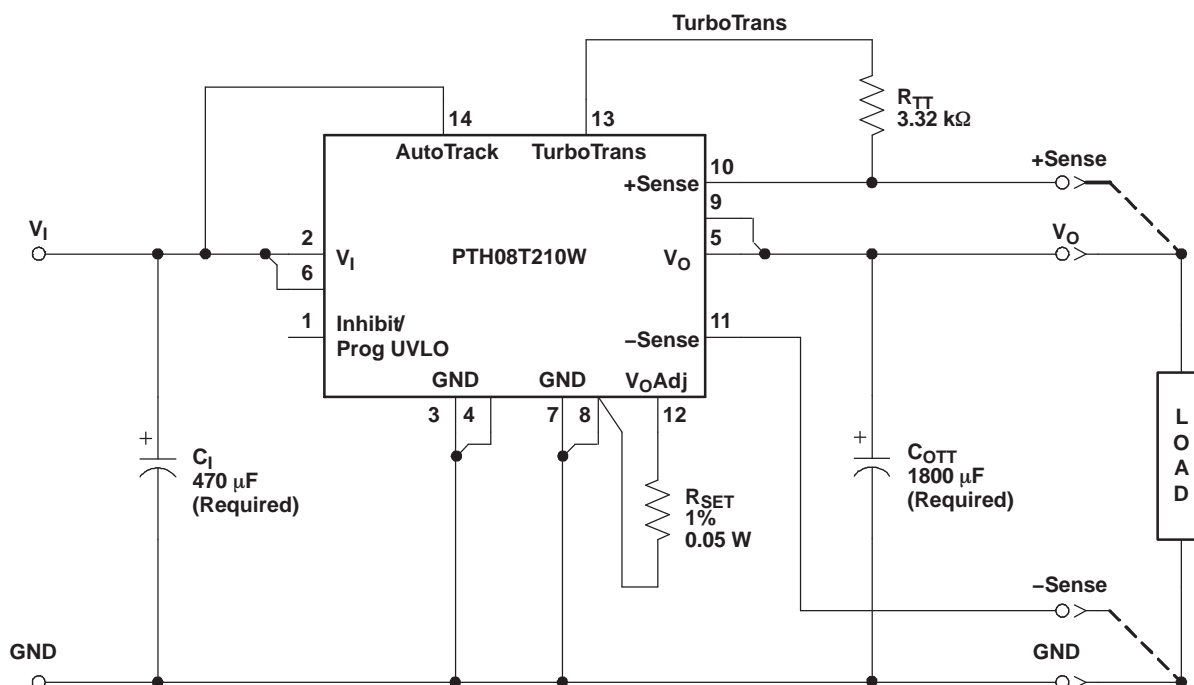 TurboTrans
R_TT
3.32 kΩ
14
13
AutoTrack
TurboTrans
10
+Sense
+Sense
9
V_I
2
V_I
PTH08T210W
5
V_O
V_O
6
1
Inhibit/
Prog UVLO
11
−Sense
GND
GND
V_OAdj
3
4
7
8
12
+
C_I
470 μF
(Required)
R_SET
1%
0.05 W
+
C_OTT
1800 μF
(Required)
L
O
A
D
−Sense
GND
GND